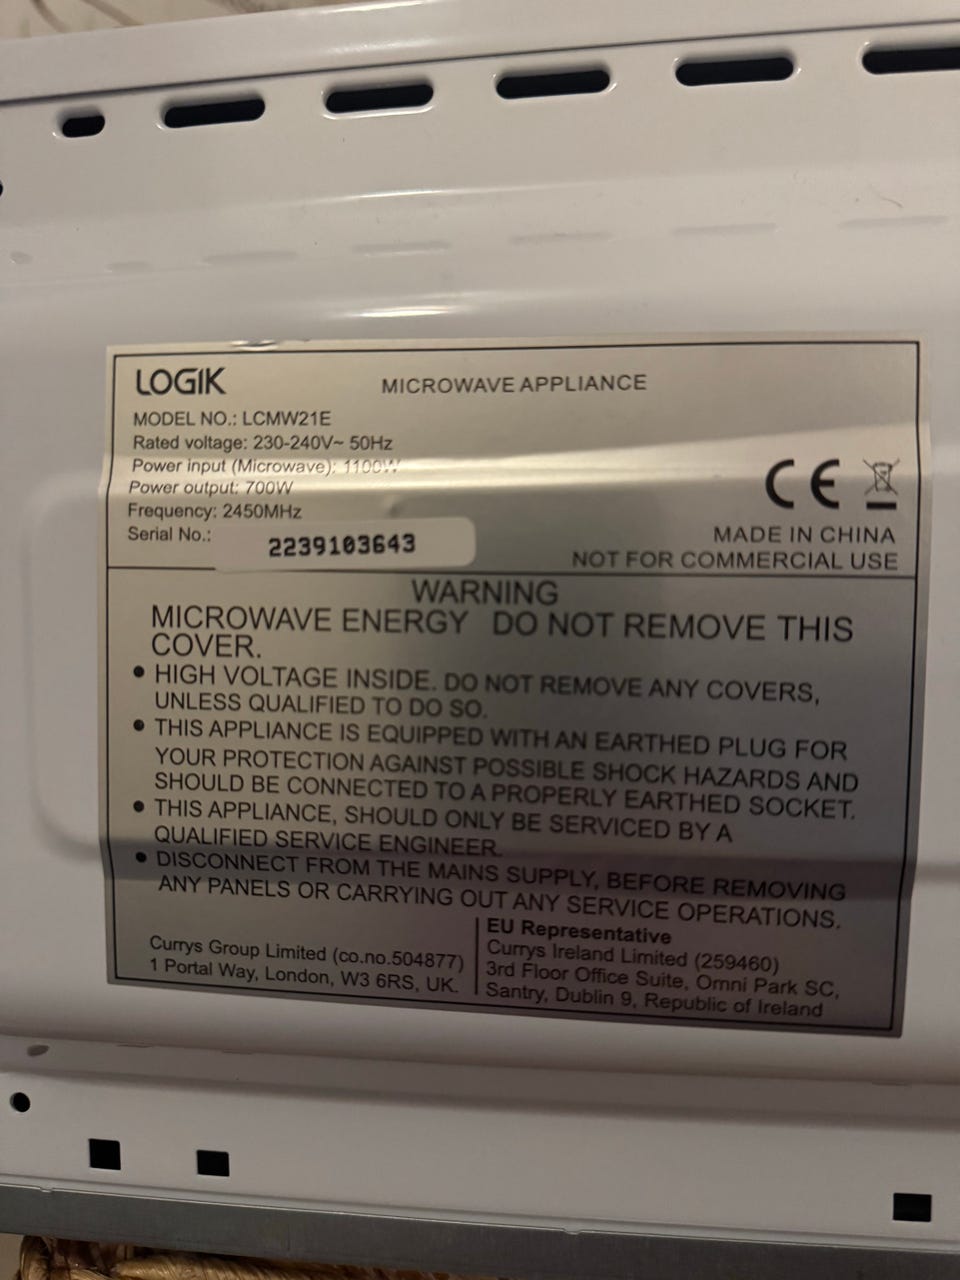 LOGIK
MICROWAVE APPLIANCE
MODEL NO.: LCMW21E
Rated voltage: 230-240V~ 50Hz
Power input (Microwave): 1100W
Power output: 700W
Frequency: 2450MHz
Serial No.: 2239103643
CE
MADE IN CHINA
NOT FOR COMMERCIAL USE
WARNING
MICROWAVE ENERGY DO NOT REMOVE THIS
COVER.
• HIGH VOLTAGE INSIDE. DO NOT REMOVE ANY COVERS,
UNLESS QUALIFIED TO DO SO.
• THIS APPLIANCE IS EQUIPPED WITH AN EARTHED PLUG FOR
YOUR PROTECTION AGAINST POSSIBLE SHOCK HAZARDS AND
SHOULD BE CONNECTED TO A PROPERLY EARTHED SOCKET.
• THIS APPLIANCE, SHOULD ONLY BE SERVICED BY A
QUALIFIED SERVICE ENGINEER.
• DISCONNECT FROM THE MAINS SUPPLY, BEFORE REMOVING
ANY PANELS OR CARRYING OUT ANY SERVICE OPERATIONS.
Currys Group Limited (co.no.504877)
1 Portal Way, London, W3 6RS, UK.
EU Representative
Currys Ireland Limited (259460)
3rd Floor Office Suite, Omni Park SC,
Santry, Dublin 9, Republic of Ireland